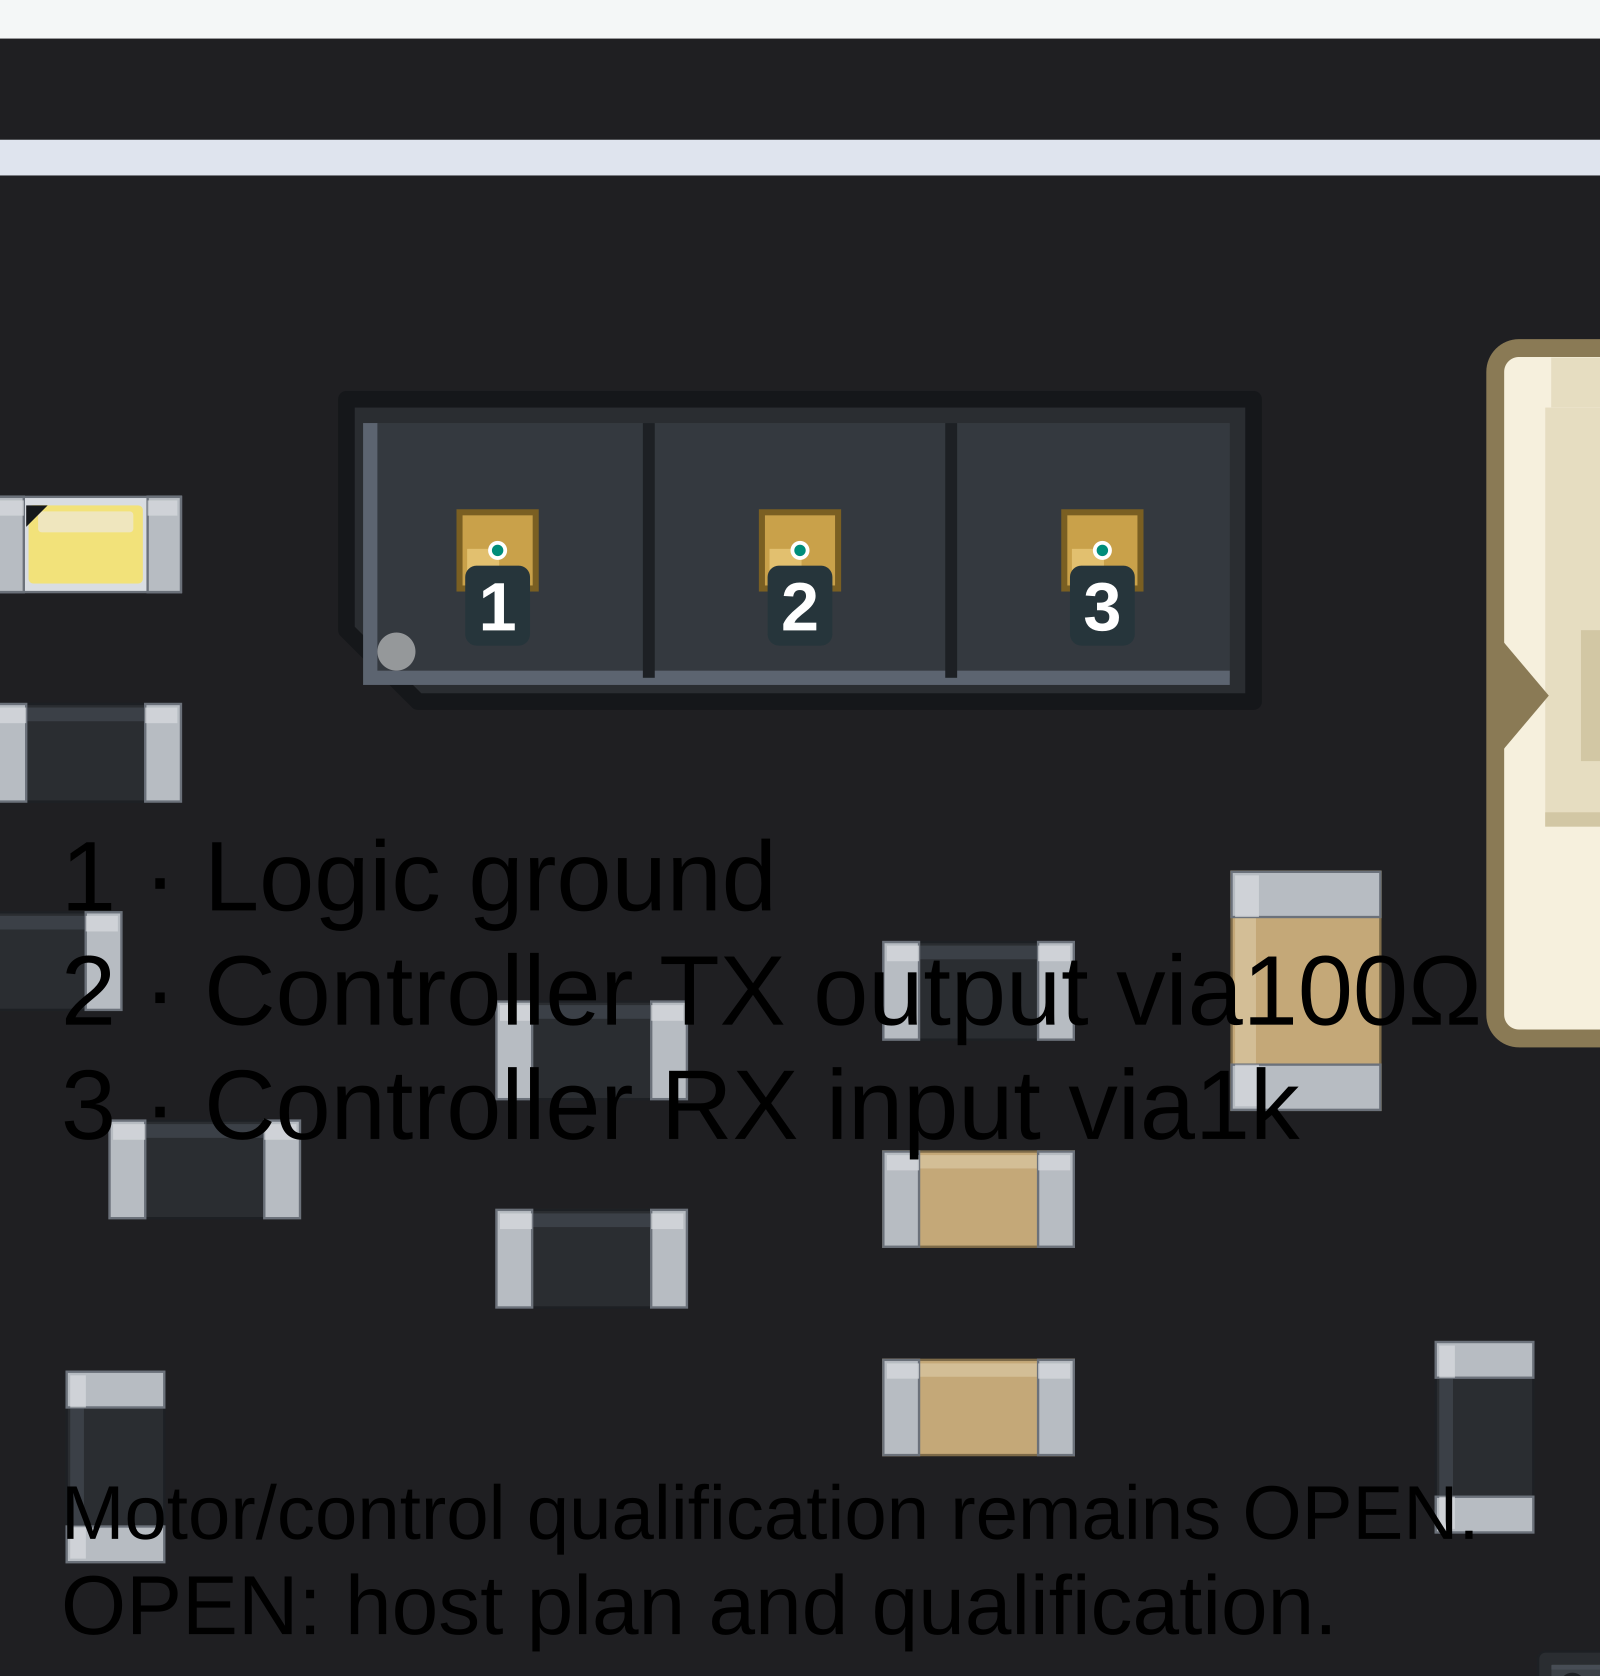 1 2 3
1 · Logic ground
2 · Controller TX output via100Ω
3 · Controller RX input via1k
Motor/control qualification remains OPEN.
OPEN: host plan and qualification.